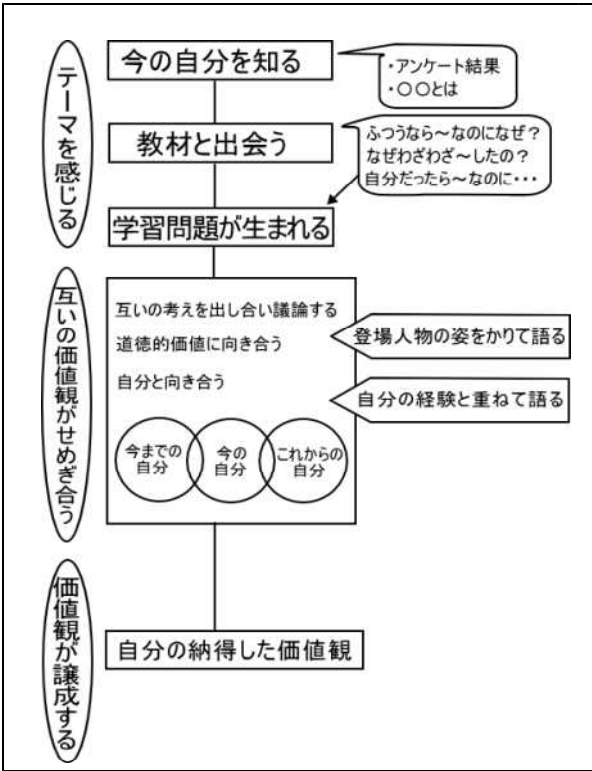 テーマを感じる
今の自分を知る
・アンケート結果
・〇〇とは
教材と出会う
ふつうなら～なのになぜ？
なぜわざわざ～したの？
自分だったら～なのに・・・
学習問題が生まれる
互いの価値観がせめぎ合う
互いの考えを出し合い議論する
道徳的価値に向き合う
自分と向き合う
登場人物の姿をかりて語る
自分の経験と重ねて語る
今までの
自分
今の
自分
これからの
自分
価値観が譲成する
自分の納得した価値観